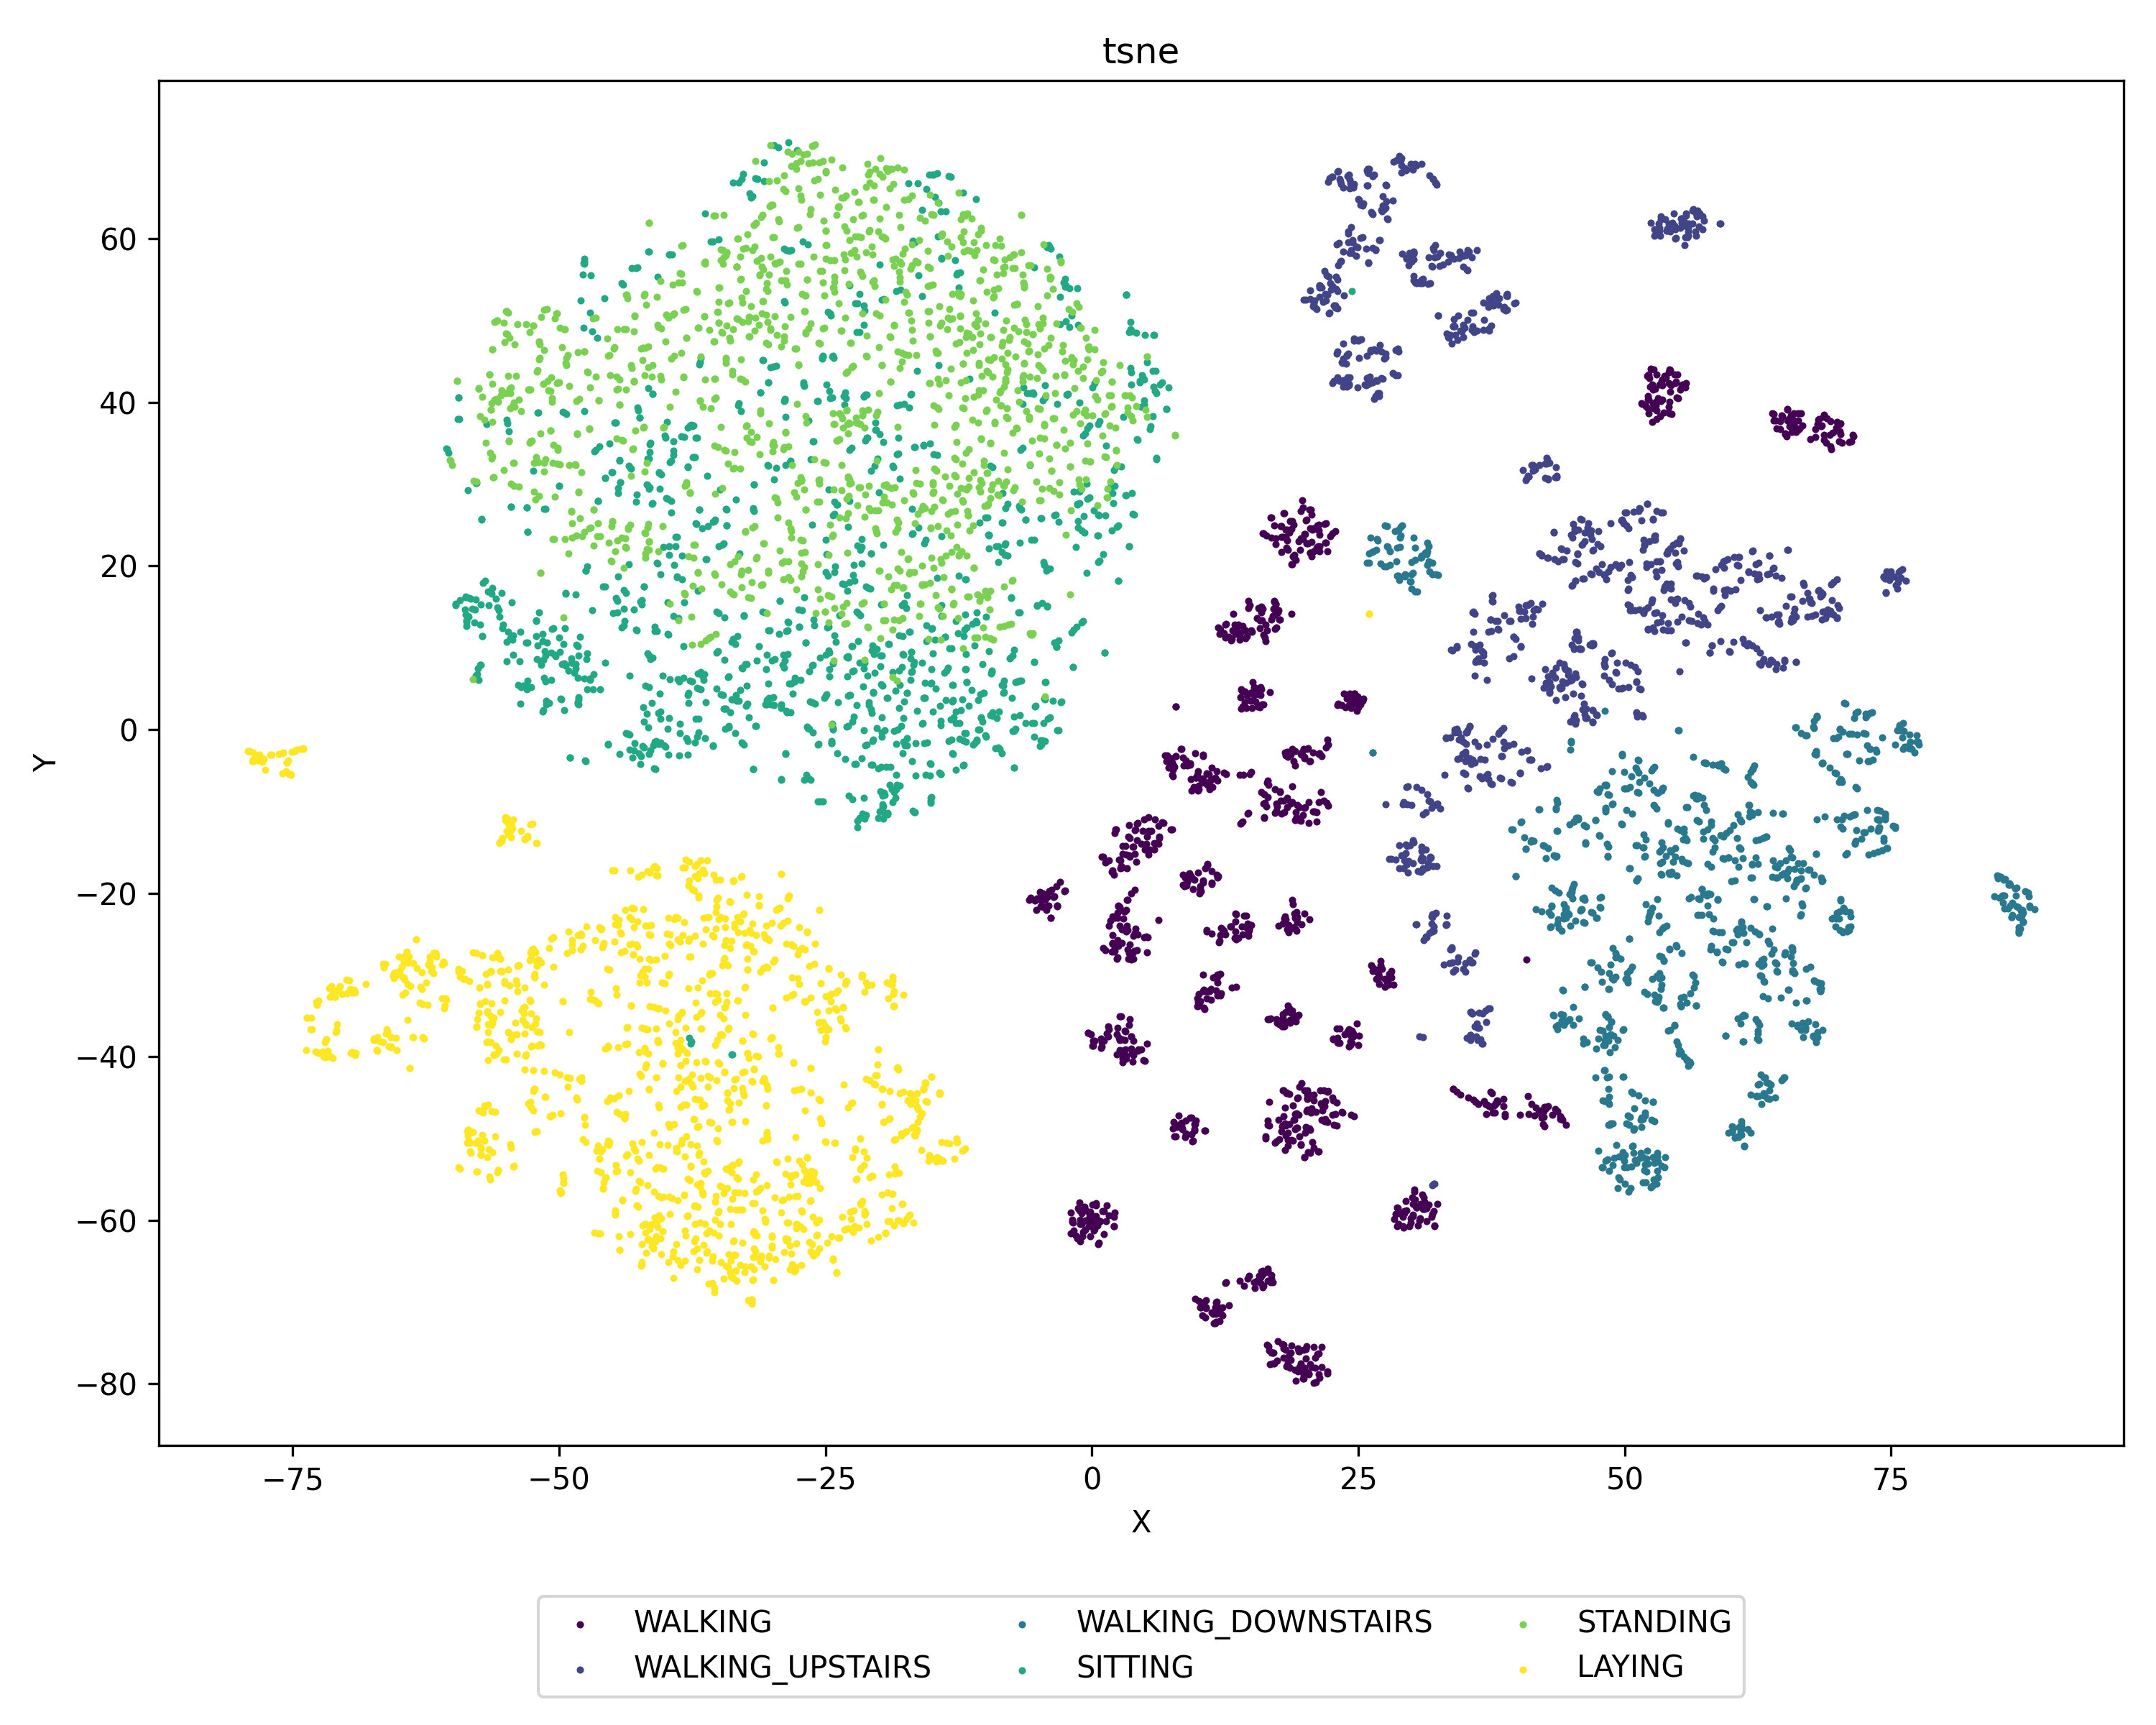 tsne
60
40
20
0
−20
−40
−60
−80
Y
−75 −50 −25 0 25 50 75
X
WALKING WALKING_DOWNSTAIRS STANDING
WALKING_UPSTAIRS SITTING LAYING